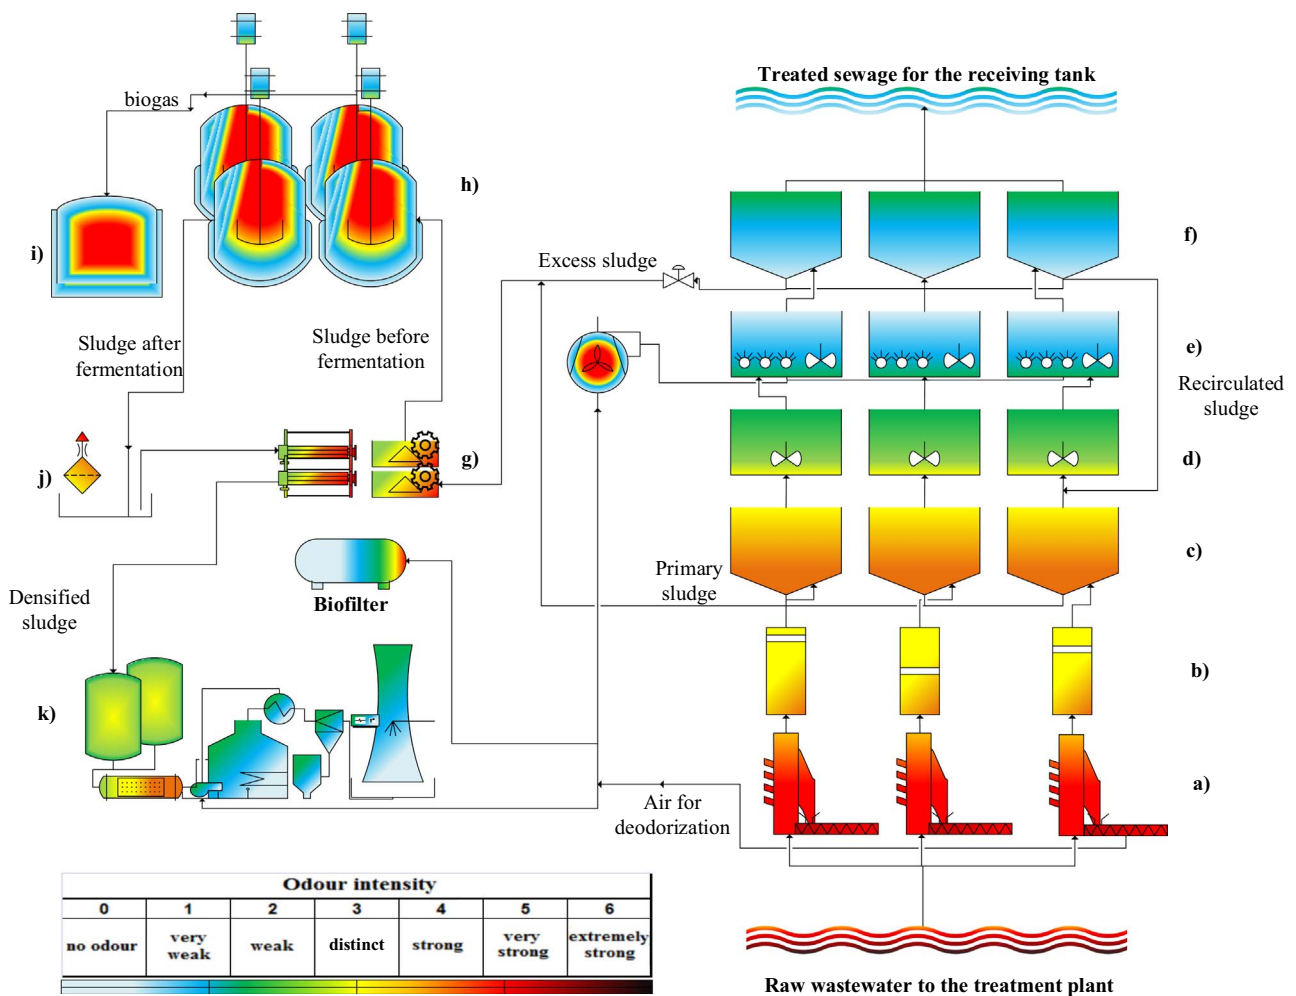 Treated sewage for the receiving tank
biogas
h)
f)
i)
Excess sludge
Sludge after
fermentation
Sludge before
fermentation
e)
Recirculated
sludge
j)
g)
d)
c)
Primary
sludge
Densified
sludge
Biofilter
b)
k)
a)
Air for
deodorization
Odour intensity
0 1 2 3 4 5 6
no odour very weak weak distinct strong very strong extremely strong
Raw wastewater to the treatment plant